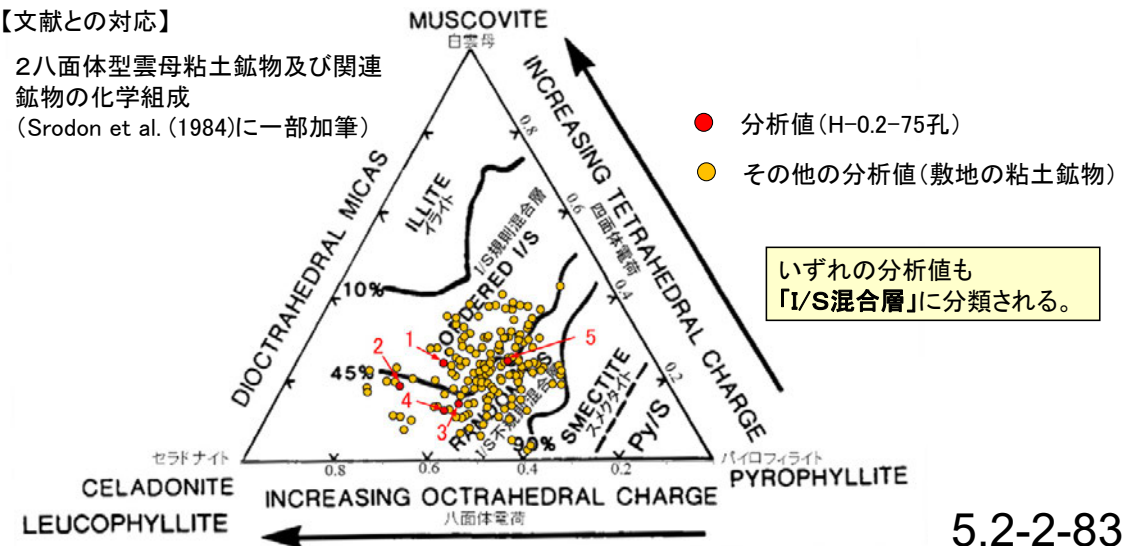 【文献との対応】
2八面体型雲母粘土鉱物及び関連
鉱物の化学組成
(Srodon et al. (1984)に一部加筆)
MUSCOVITE
白雲母
INCREASING TETRAHEDRAL CHARGE
四面体電荷
0.8
0.6
0.4
0.2
分析値(H-0.2-75孔)
その他の分析値(敷地の粘土鉱物)
いずれの分析値も
「I/S混合層」に分類される。
DIOCTRAHEDRAL MICAS
ILLITE
イライト
I/S規則混合層
ORDERED I/S
10%
45%
1
2
3
4
5
I/S不規則混合層
90%
SMECTITE
スメクタイト
Py/S
セラドナイト
CELADONITE
LEUCOPHYLLITE
0.8
0.6
0.4
0.2
パイロフィライト
PYROPHYLLITE
INCREASING OCTRAHEDRAL CHARGE
八面体電荷
5.2-2-83